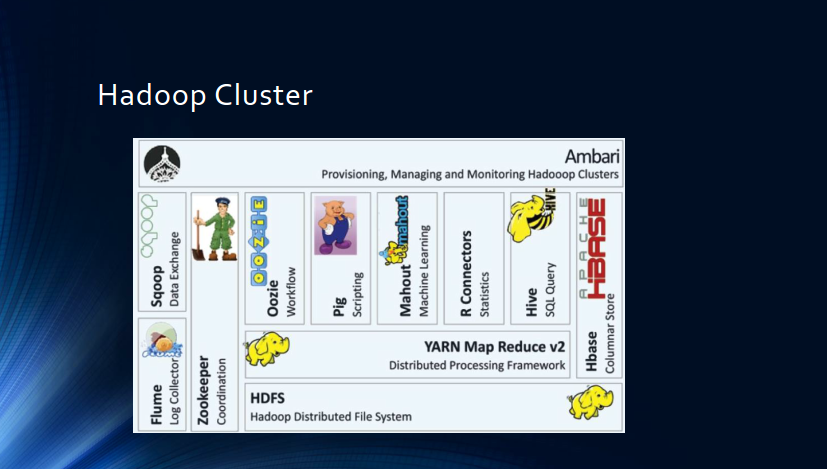 Hadoop Cluster
Ambari
Provisioning, Managing and Monitoring Hadooop Clusters
sqoop
Sqoop
Data Exchange
FLUME
Flume
Log Collector
Zookeeper
Coordination
OOZIE
Oozie
Workflow
Pig
Scripting
mahout
Mahout
Machine Learning
R Connectors
Statistics
HIVE
Hive
SQL Query
APACHE
HBASE
Hbase
Columnar Store
YARN Map Reduce v2
Distributed Processing Framework
HDFS
Hadoop Distributed File System